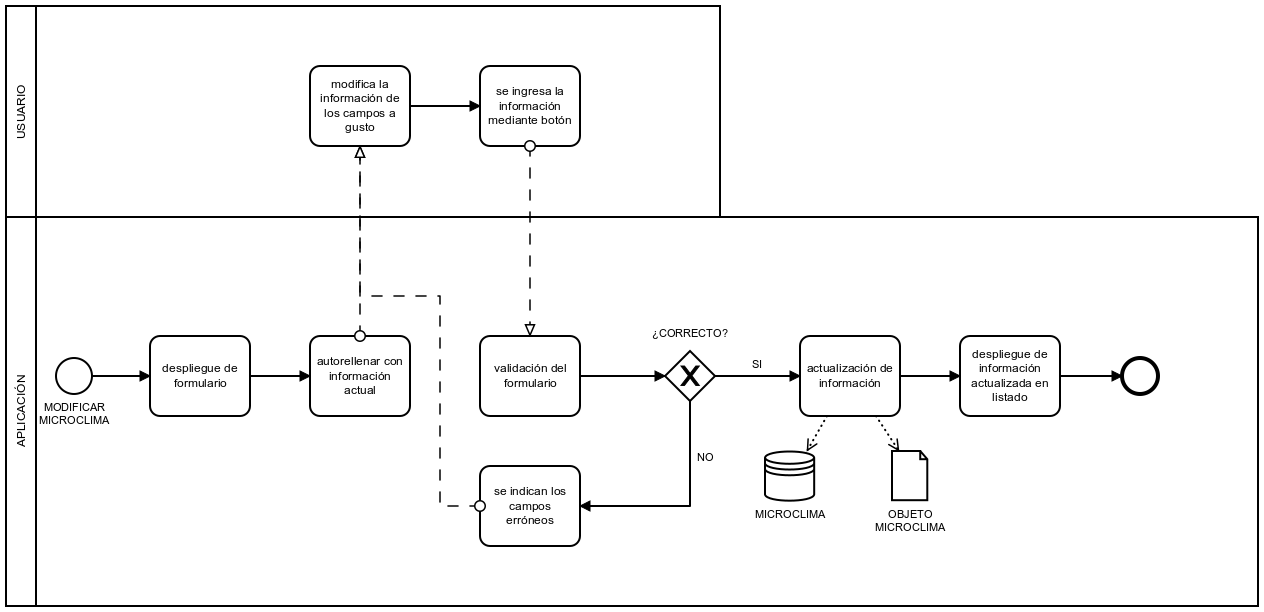 USUARIO
modifica la
información de
los campos a
gusto
se ingresa la
información
mediante botón
APLICACIÓN
MODIFICAR
MICROCLIMA
despliegue de
formulario
autorellenar con
información
actual
validación del
formulario
¿CORRECTO?
SI
NO
actualización de
información
despliegue de
información
actualizada en
listado
se indican los
campos
erróneos
MICROCLIMA
OBJETO
MICROCLIMA